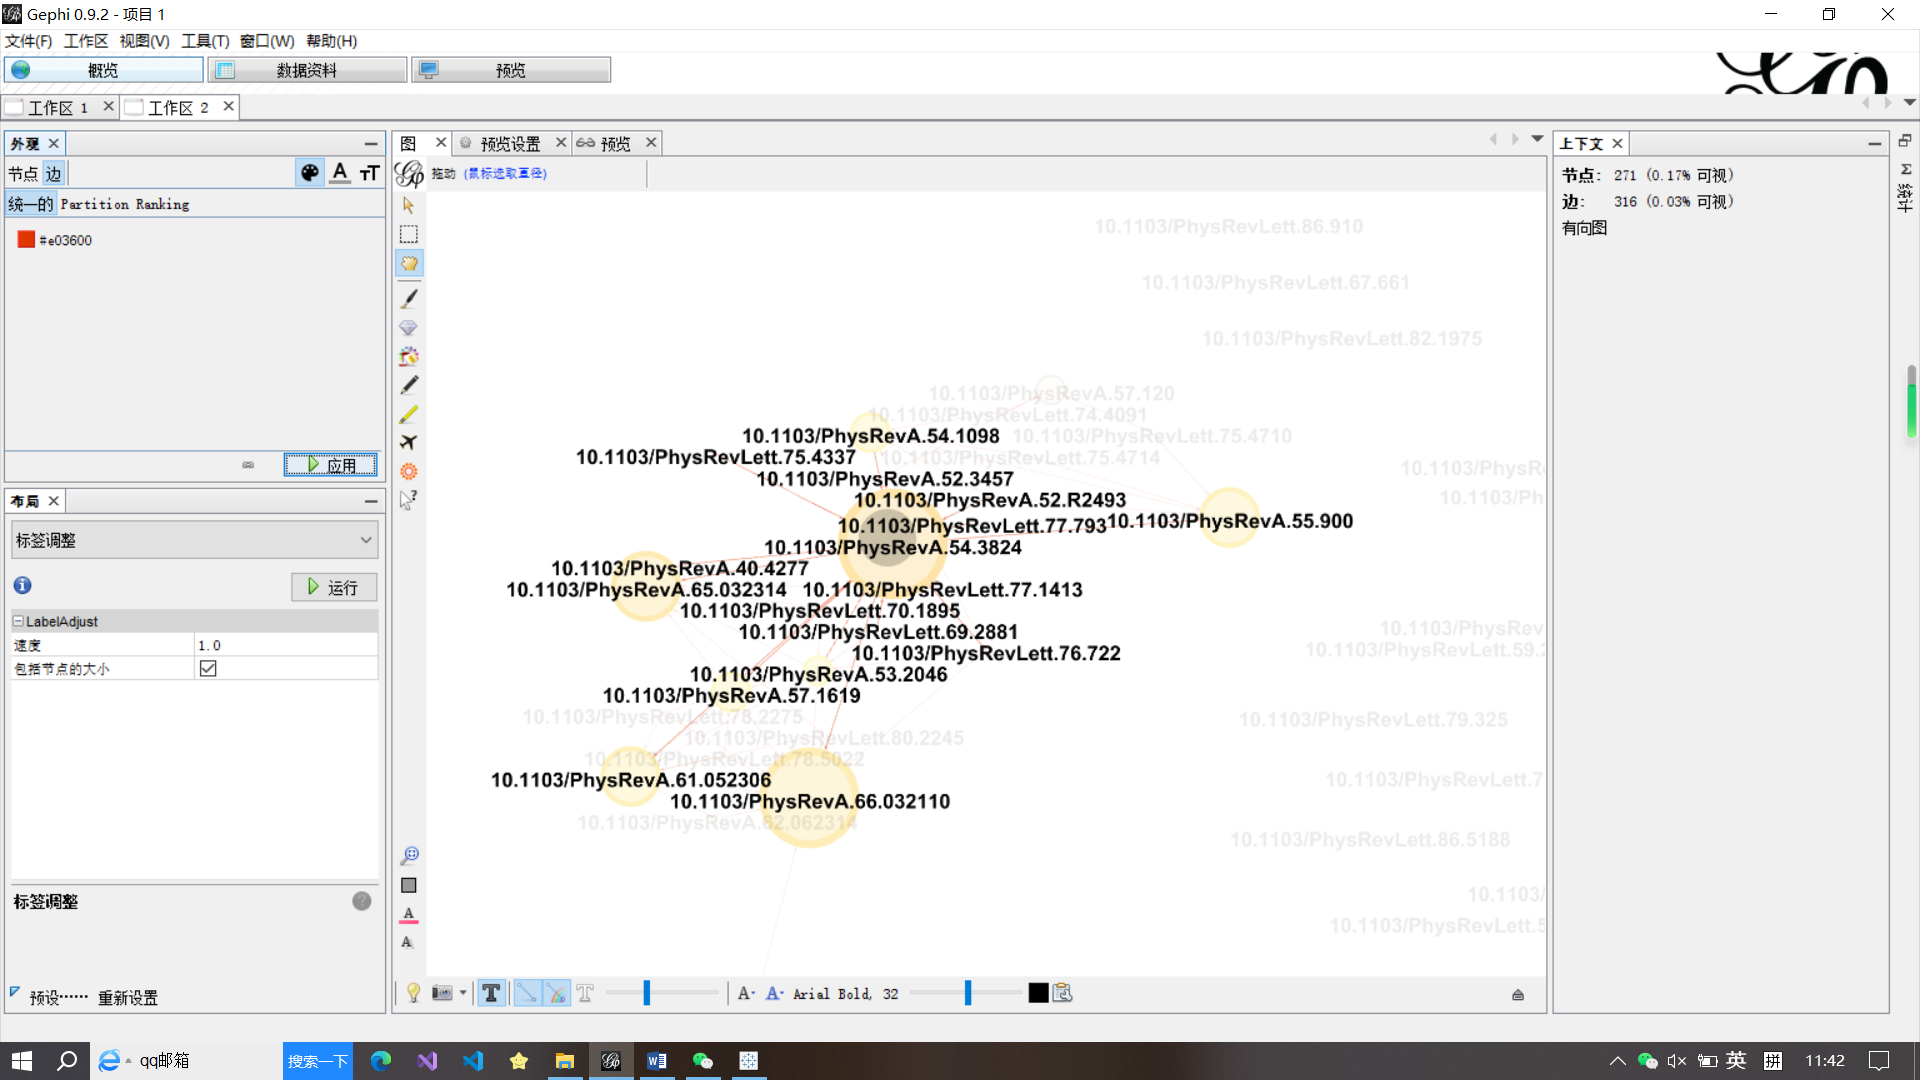 Gephi 0.9.2 - 项目 1
文件(F) 工作区 视图(V) 工具(T) 窗口(W) 帮助(H)
概览 数据资料 预览
工作区 1 工作区 2
外观
节点 边
统一的 Partition Ranking
#e03600
应用
布局
标签调整
运行
LabelAdjust
速度 1.0
包括节点的大小
标签调整
预设······ 重新设置
图 预览设置 预览
拖动 (鼠标选取直径)
10.1103/PhysRevLett.86.910
10.1103/PhysRevLett.67.661
10.1103/PhysRevLett.82.1975
10.1103/PhysRevA.57.120
10.1103/PhysRevLett.74.4091
10.1103/PhysRevA.54.1098 10.1103/PhysRevLett.75.4710
10.1103/PhysRevLett.75.4337 10.1103/PhysRevLett.75.4714
10.1103/PhysRevLett
10.1103/PhysRevA.52.3457
10.1103/PhysRevA.52.R2493
10.1103/Ph
10.1103/PhysRevLett.77.793 10.1103/PhysRevA.55.900
10.1103/PhysRevA.54.3824
10.1103/PhysRevA.40.4277
10.1103/PhysRevA.65.032314 10.1103/PhysRevLett.77.1413
10.1103/PhysRevLett.70.1895
10.1103/PhysRevLett.69.2881 10.1103/PhysRev
10.1103/PhysRevLett.76.722 10.1103/PhysRevLett.59.2
10.1103/PhysRevA.53.2046
10.1103/PhysRevA.57.1619
10.1103/PhysRevLett.78.2275 10.1103/PhysRevLett.79.325
10.1103/PhysRevLett.80.2245
10.1103/PhysRevLett.78.5022
10.1103/PhysRevA.61.052306 10.1103/PhysRevLett.7
10.1103/PhysRevA.66.032110
10.1103/PhysRevA.62.062314
10.1103/PhysRevLett.86.5188
10.1103/
10.1103/PhysRevLett.5
Arial Bold, 32
上下文
节点: 271 (0.17% 可视)
边: 316 (0.03% 可视)
有向图
统计
qq邮箱 搜索一下
英 拼 11:42